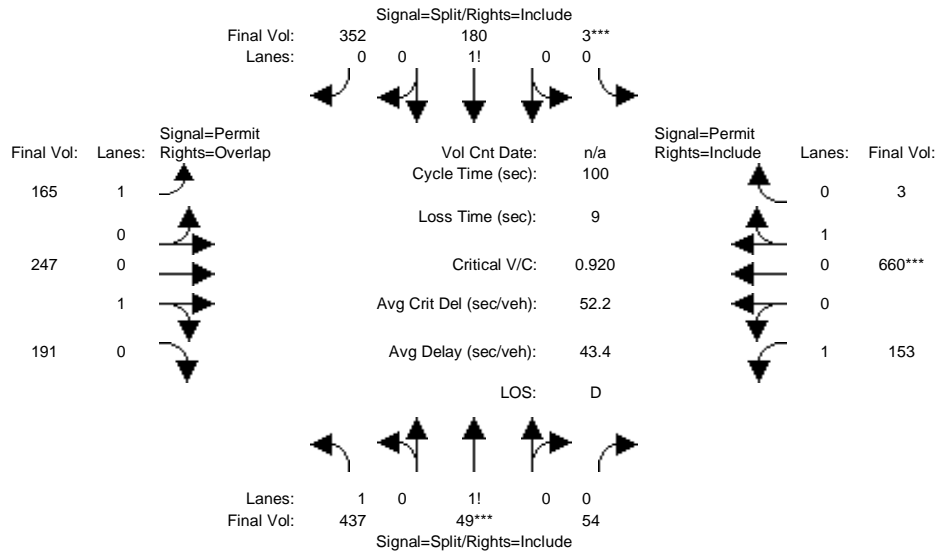 Signal=Split/Rights=Include
Final Vol: 352 180 3***
Lanes: 0 0 1! 0 0
Signal=Permit Signal=Permit
Final Vol: Lanes: Rights=Overlap Vol Cnt Date: n/a Rights=Include Lanes: Final Vol:
Cycle Time (sec): 100
165 1 0 3
Loss Time (sec): 9
0 1
247 0 Critical V/C: 0.920 0 660***
1 Avg Crit Del (sec/veh): 52.2 0
191 0 Avg Delay (sec/veh): 43.4 1 153
LOS: D
Lanes: 1 0 1! 0 0
Final Vol: 437 49*** 54
Signal=Split/Rights=Include